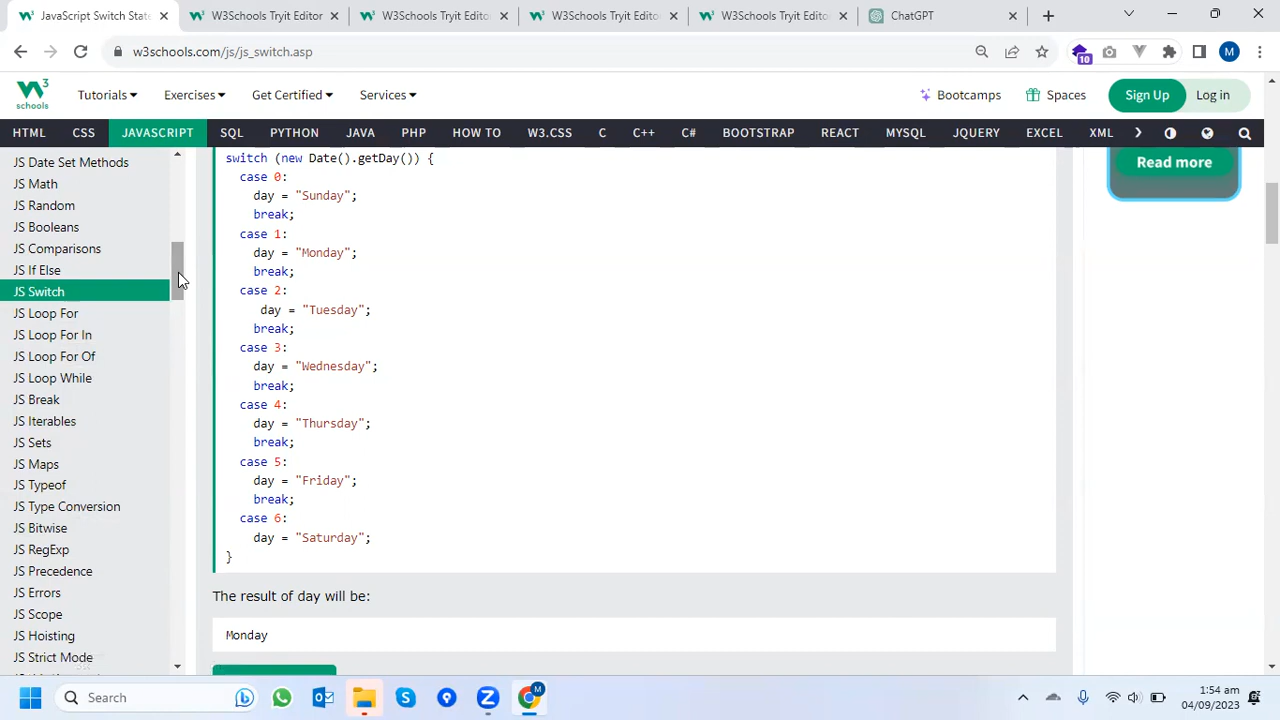 JavaScript Switch State
W3Schools Tryit Editor
W3Schools Tryit Editor
W3Schools Tryit Editor
W3Schools Tryit Editor
ChatGPT
w3schools.com/js/js_switch.asp
10
M
w3
schools
Tutorials
Exercises
Get Certified
Services
Bootcamps
Spaces
Sign Up
Log in
HTML
CSS
JAVASCRIPT
SQL
PYTHON
JAVA
PHP
HOW TO
W3.CSS
C
C++
C#
BOOTSTRAP
REACT
MYSQL
JQUERY
EXCEL
XML
JS Date Set Methods
JS Math
JS Random
JS Booleans
JS Comparisons
JS If Else
JS Switch
JS Loop For
JS Loop For In
JS Loop For Of
JS Loop While
JS Break
JS Iterables
JS Sets
JS Maps
JS Typeof
JS Type Conversion
JS Bitwise
JS RegExp
JS Precedence
JS Errors
JS Scope
JS Hoisting
JS Strict Mode
switch (new Date().getDay()) {
case 0:
day = "Sunday";
break;
case 1:
day = "Monday";
break;
case 2:
day = "Tuesday";
break;
case 3:
day = "Wednesday";
break;
case 4:
day = "Thursday";
break;
case 5:
day = "Friday";
break;
case 6:
day = "Saturday";
}
The result of day will be:
Monday
Read more
Search
M
1:54 am
04/09/2023